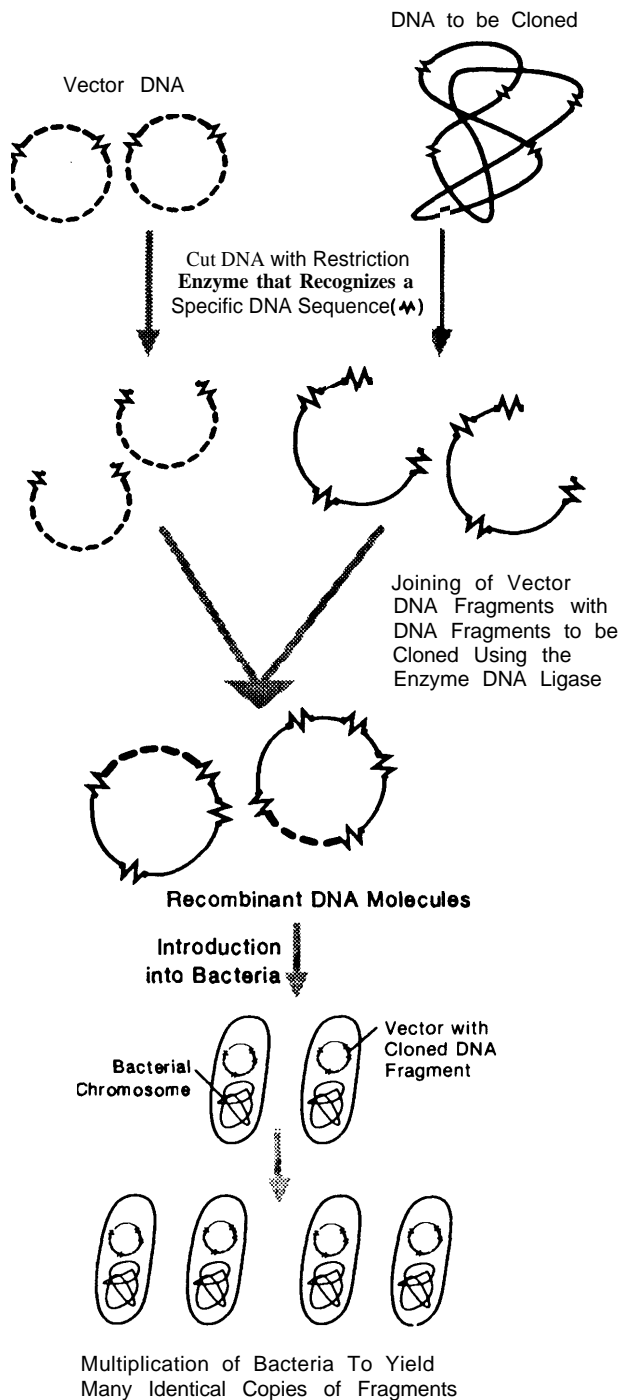 DNA to be Cloned
Vector DNA
Cut DNA with Restriction
Enzyme that Recognizes a
Specific DNA Sequence( )
Joining of Vector
DNA Fragments with
DNA Fragments to be
Cloned Using the
Enzyme DNA Ligase
Recombinant DNA Molecules
Introduction
into Bacteria
Vector with
Cloned DNA
Fragment
Bacterial
Chromosome
Multiplication of Bacteria To Yield
Many Identical Copies of Fragments